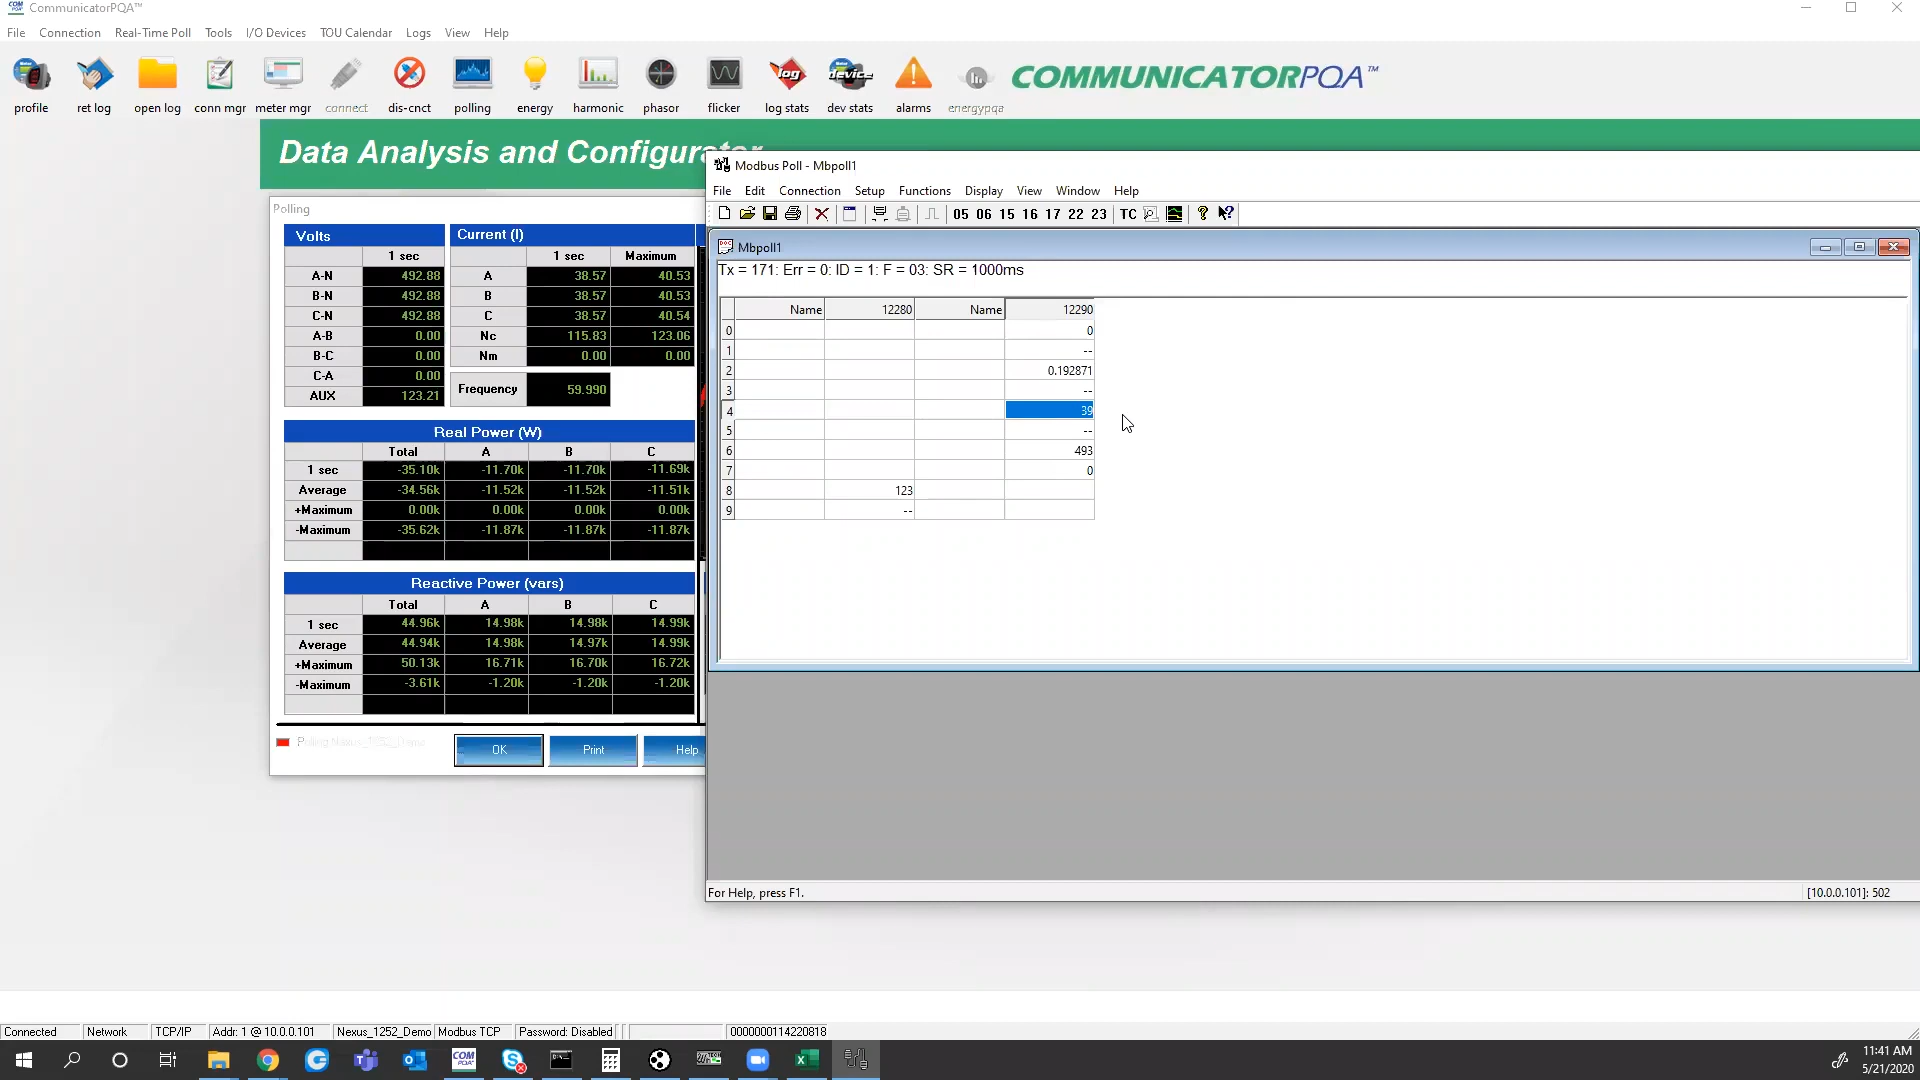 COM
PQA
CommunicatorPQA™
File Connection Real-Time Poll Tools I/O Devices TOU Calendar Logs View Help
log device
profile ret log open log conn mgr meter mgr connect dis-cnct polling energy harmonic phasor flicker log stats dev stats alarms energypqa
COMMUNICATORPQA™
Data Analysis and Configurator
Polling
Volts
1 sec
A-N 492.88
B-N 492.88
C-N 492.88
A-B 0.00
B-C 0.00
C-A 0.00
AUX 123.21
Current (I)
1 sec Maximum
A 38.57 40.53
B 38.57 40.53
C 38.57 40.54
Nc 115.83 123.06
Nm 0.00 0.00
Frequency 59.990
Real Power (W)
Total A B C
1 sec -35.10k -11.70k -11.70k -11.69k
Average -34.56k -11.52k -11.52k -11.51k
+Maximum 0.00k 0.00k 0.00k 0.00k
-Maximum -35.62k -11.87k -11.87k -11.87k
Reactive Power (vars)
Total A B C
1 sec 44.96k 14.98k 14.98k 14.99k
Average 44.94k 14.98k 14.97k 14.99k
+Maximum 50.13k 16.71k 16.70k 16.72k
-Maximum -3.61k -1.20k -1.20k -1.20k
Polling Nexus_1252_Demo
OK Print Help
Modbus Poll - Mbpoll1
File Edit Connection Setup Functions Display View Window Help
05 06 15 16 17 22 23 TC
Mbpoll1
Tx = 171: Err = 0: ID = 1: F = 03: SR = 1000ms
Name 12280 Name 12290
0 0
1 --
2 0.192871
3 --
4 39
5 --
6 493
7 0
8 123
9 --
For Help, press F1.
[10.0.0.101]: 502
Connected Network TCP/IP Addr: 1 @ 10.0.0.101 Nexus_1252_Demo Modbus TCP Password: Disabled 0000000114220818
COM
PQA
11:41 AM
5/21/2020